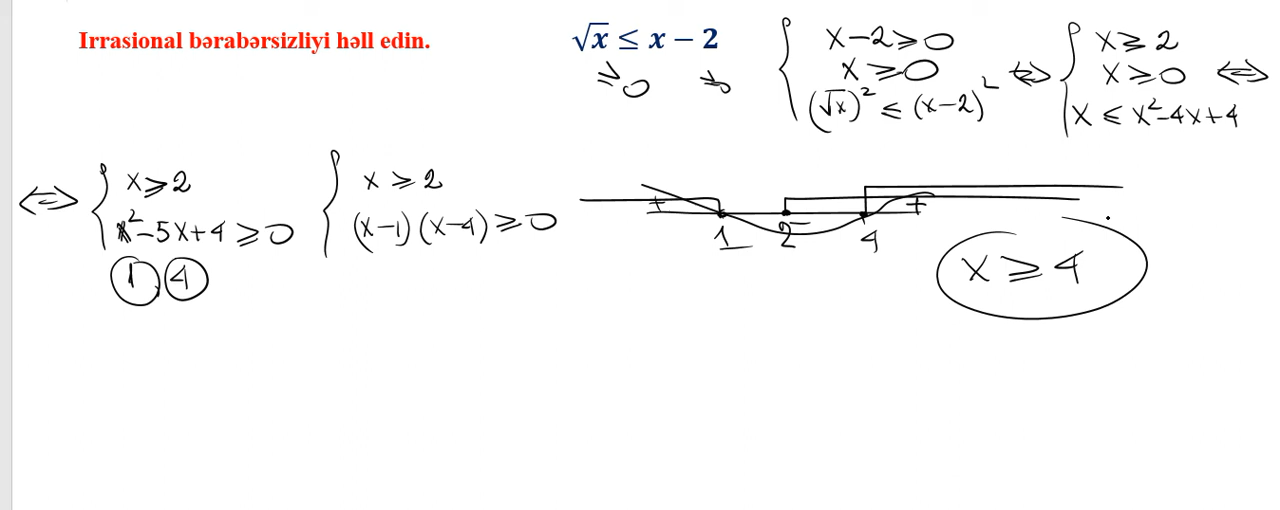 Irrasional bərabərsizliyi həll edin.
√x ≤ x − 2
≥0 ≥0
{ x−2⩾0
x⩾0
(√x)² ≤ (x−2)²
⇔ { x⩾2
x⩾0 ⇔
x ≤ x²−4x+4
⇔ { x⩾2
x²−5x+4⩾0
1 4
{ x⩾2
(x−1)(x−4)⩾0
+ − +
1 2 4
x⩾4